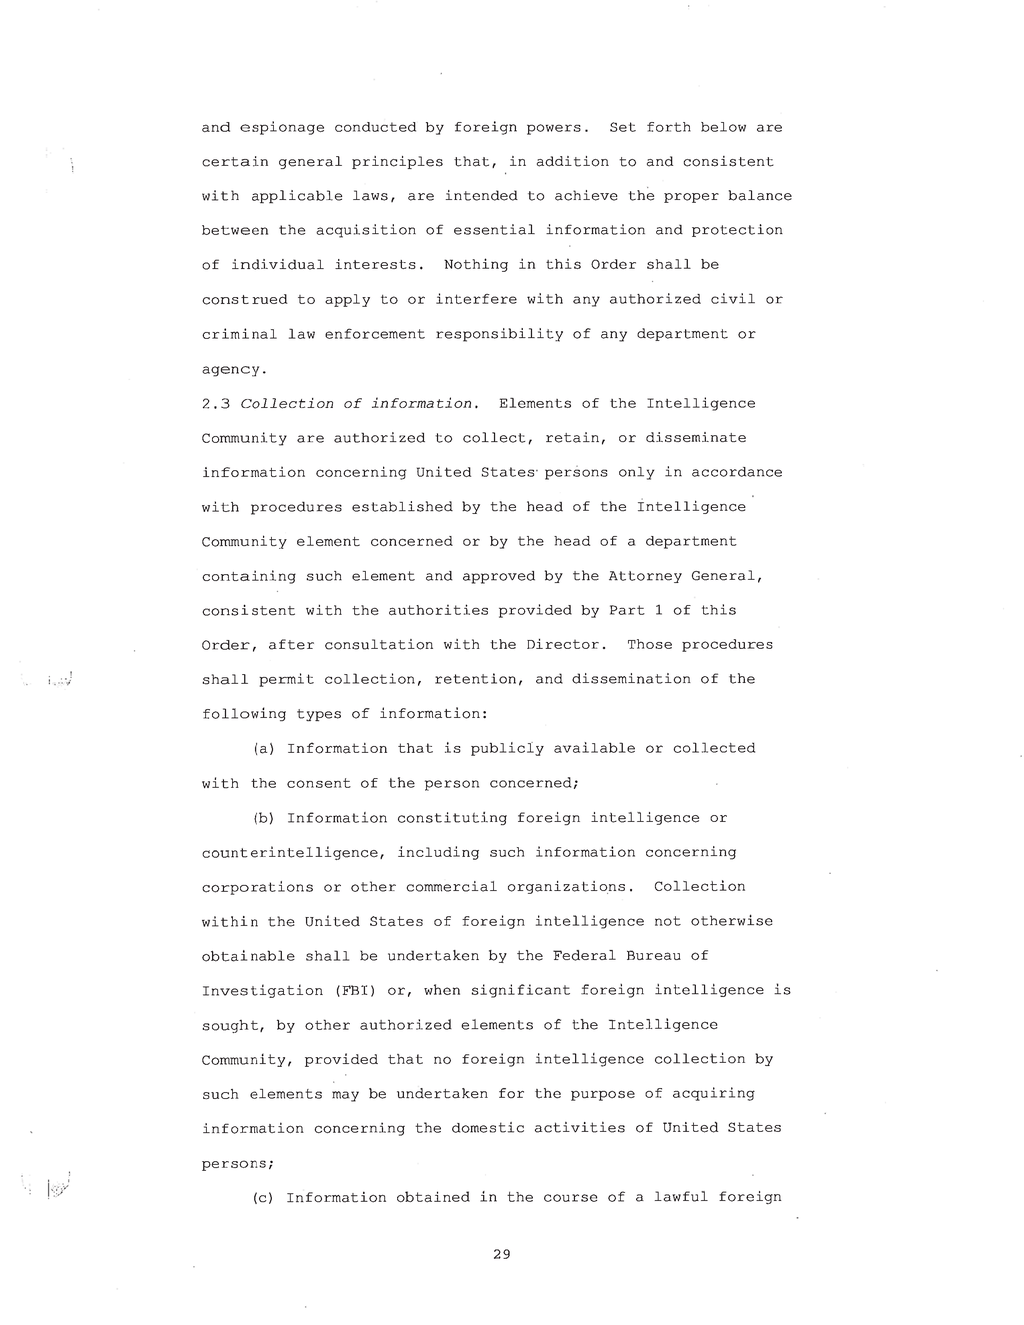 and espionage conducted by foreign powers. Set forth below are
certain general principles that, in addition to and consistent
with applicable laws, are intended to achieve the proper balance
between the acquisition of essential information and protection
of individual interests. Nothing in this Order shall be
construed to apply to or interfere with any authorized civil or
criminal law enforcement responsibility of any department or
agency.
2.3 Collection of information. Elements of the Intelligence
Community are authorized to collect, retain, or disseminate
information concerning United States persons only in accordance
with procedures established by the head of the Intelligence
Community element concerned or by the head of a department
containing such element and approved by the Attorney General,
consistent with the authorities provided by Part 1 of this
Order, after consultation with the Director. Those procedures
shall permit collection, retention, and dissemination of the
following types of information:
(a) Information that is publicly available or collected
with the consent of the person concerned;
(b) Information constituting foreign intelligence or
counterintelligence, including such information concerning
corporations or other commercial organizations. Collection
within the United States of foreign intelligence not otherwise
obtainable shall be undertaken by the Federal Bureau of
Investigation (FBI) or, when significant foreign intelligence is
sought, by other authorized elements of the Intelligence
Community, provided that no foreign intelligence collection by
such elements may be undertaken for the purpose of acquiring
information concerning the domestic activities of United States
persons;
(c) Information obtained in the course of a lawful foreign
29